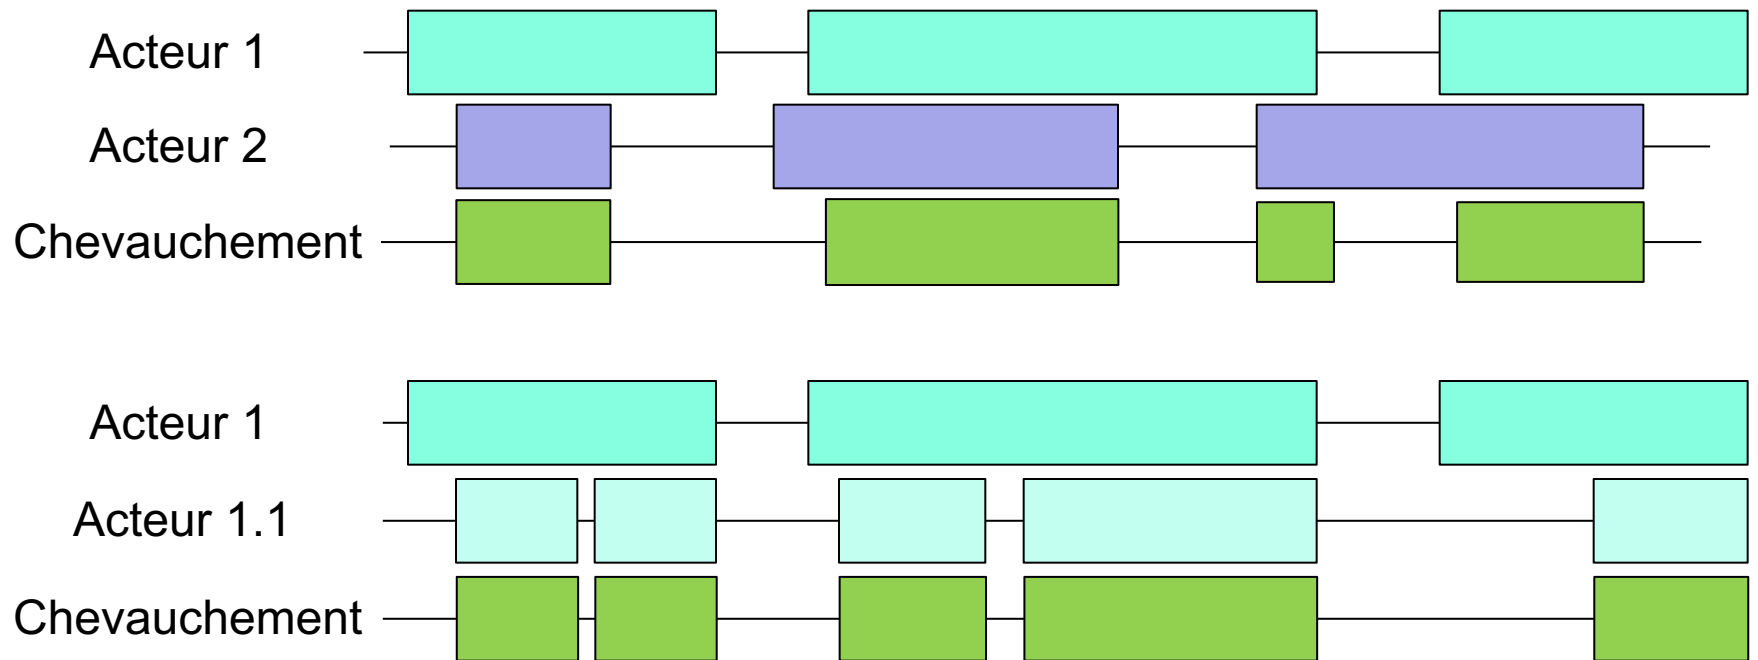 Acteur 1
Acteur 2
Chevauchement
Acteur 1
Acteur 1.1
Chevauchement